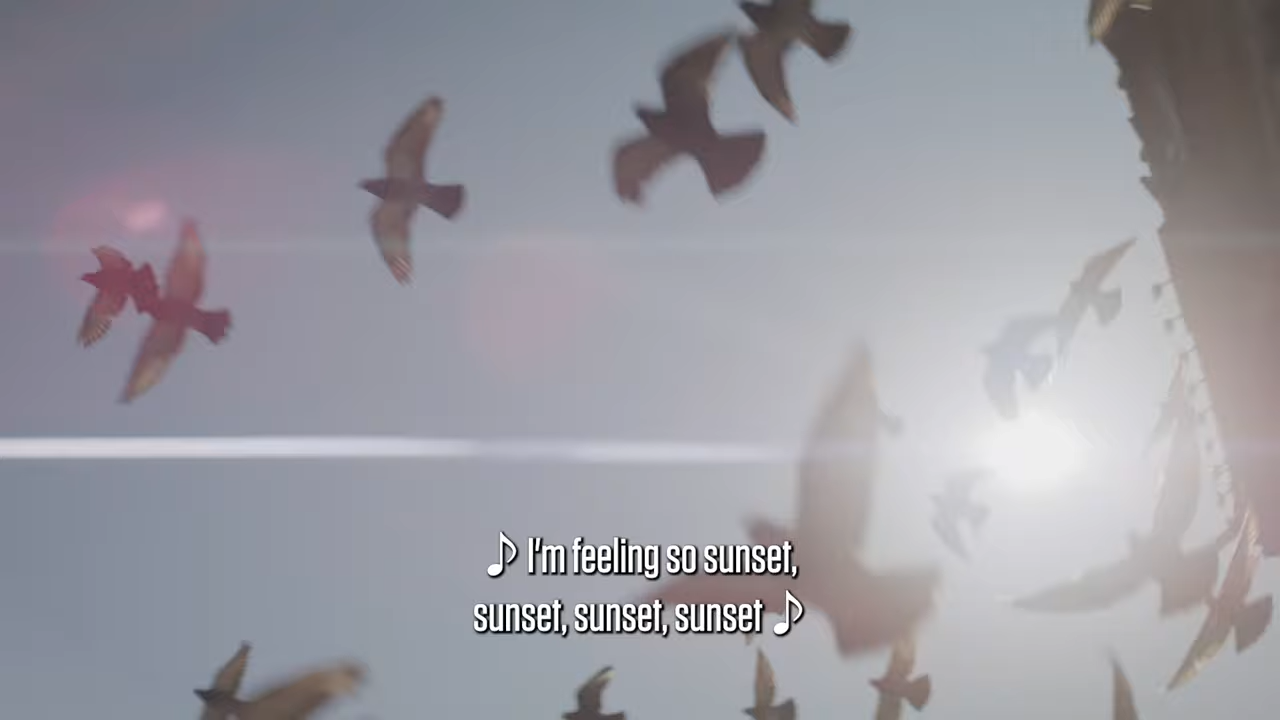 ♪ I'm feeling so sunset,
sunset, sunset, sunset ♪